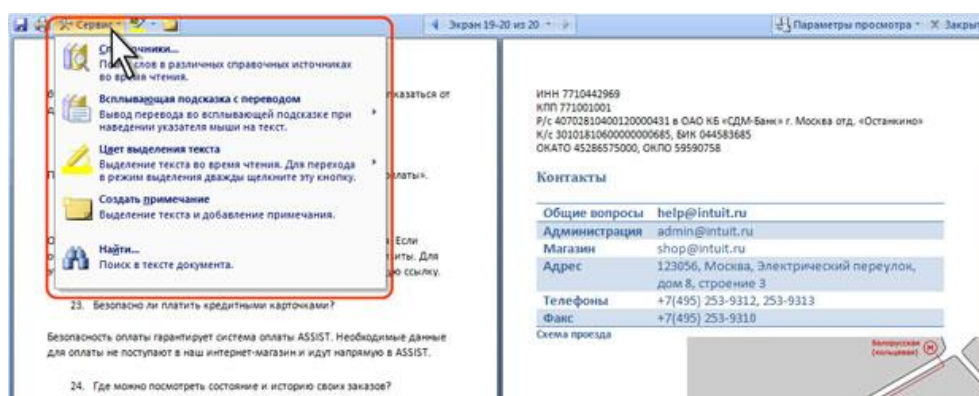 Сервис
Экран 19-20 из 20
Параметры просмотра
Закрыт
Справочники...
Поиск слов в различных справочных источниках
во время чтения.
Всплывающая подсказка с переводом
Вывод перевода во всплывающей подсказке при
наведении указателя мыши на текст.
Цвет выделения текста
Выделение текста во время чтения. Для перехода
в режим выделения дважды щелкните эту кнопку.
Создать примечание
Выделение текста и добавление примечания.
Найти...
Поиск в тексте документа.
казаться от
латы».
Если
иты. Для
ую ссылку.
23. Безопасно ли платить кредитными карточками?
Безопасность оплаты гарантирует система оплаты ASSIST. Необходимые данные
для оплаты не поступают в наш интернет-магазин и идут напрямую в ASSIST.
24. Где можно посмотреть состояние и историю своих заказов?
ИНН 7710442969
КПП 771001001
Р/с 40702810400120000431 в ОАО КБ «СДМ-Банк» г. Москва отд. «Останкино»
К/с 30101810600000000685, БИК 044583685
ОКАТО 45286575000, ОКПО 59590758
Контакты
Общие вопросы help@intuit.ru
Администрация admin@intuit.ru
Магазин shop@intuit.ru
Адрес 123056, Москва, Электрический переулок,
дом 8, строение 3
Телефоны +7(495) 253-9312, 253-9313
Факс +7(495) 253-9310
Схема проезда
Белорусская
(кольцевая)